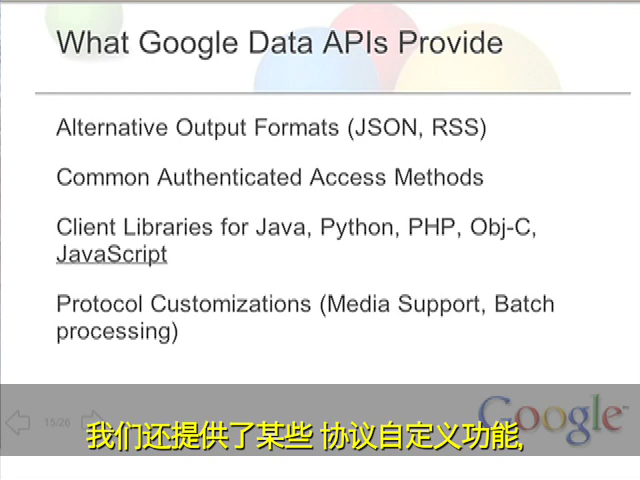 What Google Data APIs Provide
Alternative Output Formats (JSON, RSS)
Common Authenticated Access Methods
Client Libraries for Java, Python, PHP, Obj-C,
JavaScript
Protocol Customizations (Media Support, Batch
processing)
15/26
Google™
我们还提供了某些 协议自定义功能,